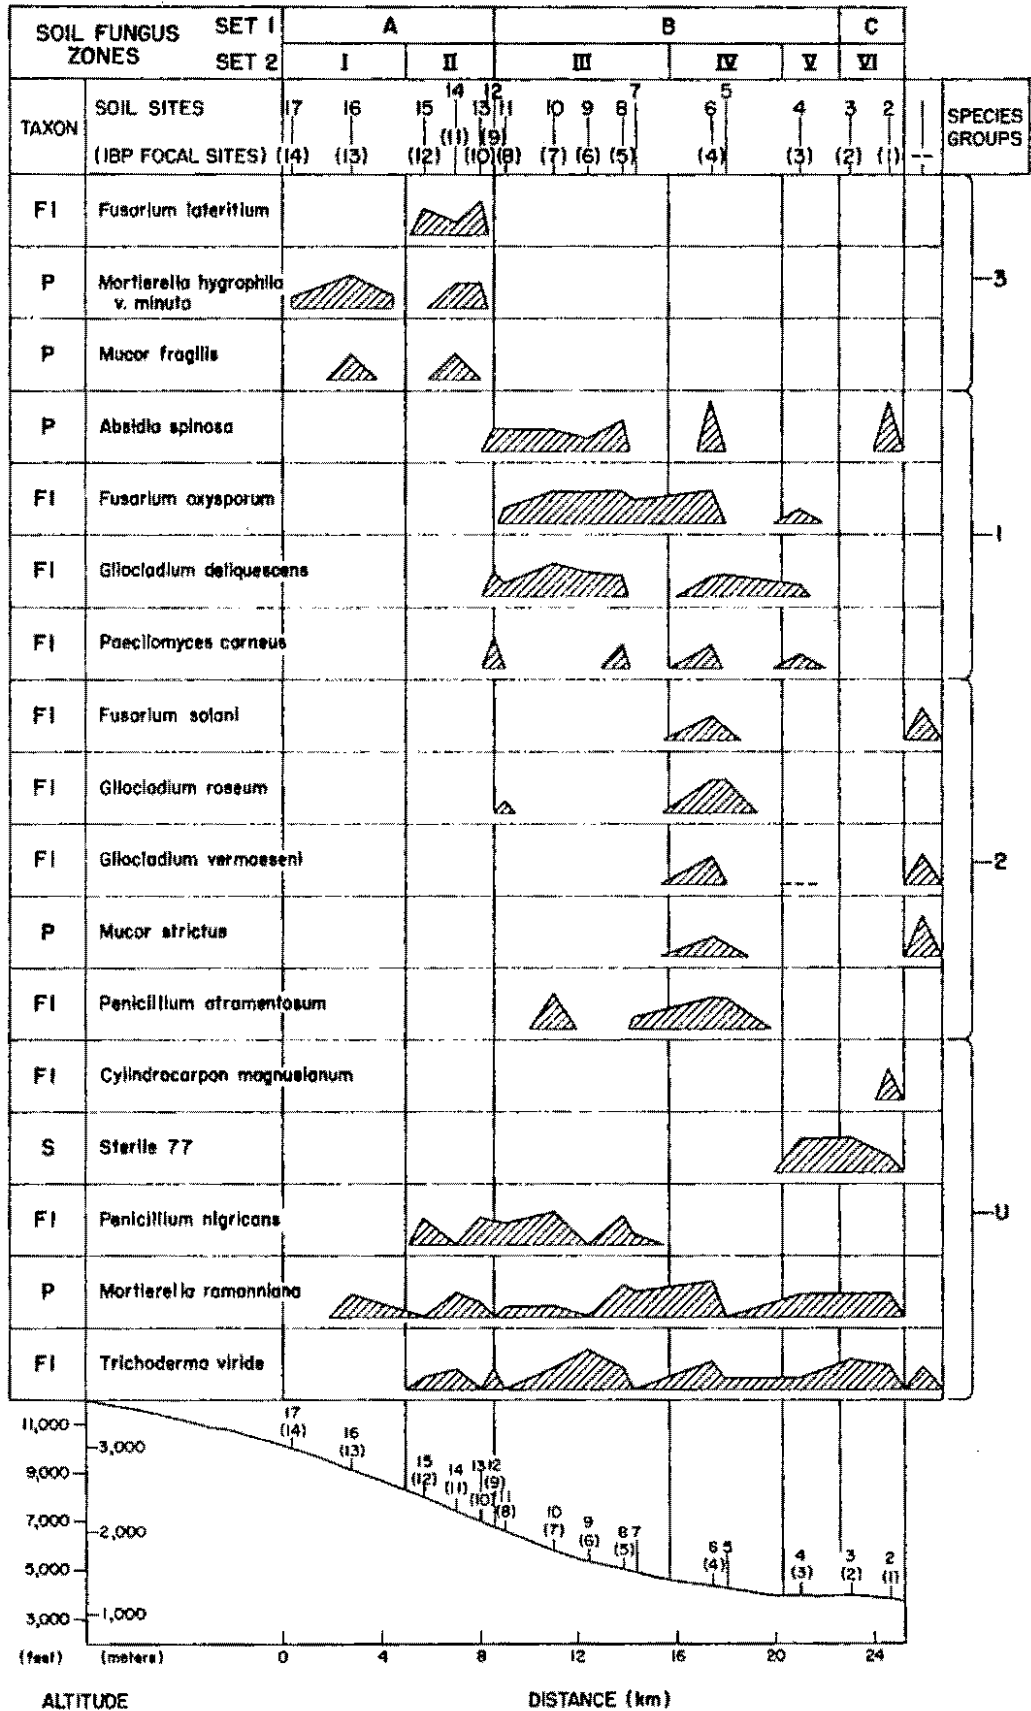 SOIL FUNGUS ZONES SET 1 A B C
SET 2 I II III IV V VI
TAXON SOIL SITES 17 16 15 14 13 12 11 10 9 8 7 6 5 4 3 2 1 SPECIES GROUPS
(IBP FOCAL SITES) (14) (13) (12) (11) (10) (9) (8) (7) (6) (5) (4) (3) (2) (1) --
FI Fusarium lateritium
P Mortierella hygrophila v. minuta 3
P Mucor fragilis
P Absidia spinosa
FI Fusarium oxysporum
1
FI Gliocladium deliquescens
FI Paecilomyces carneus
FI Fusarium solani
FI Gliocladium roseum
FI Gliocladium vermoeseni 2
P Mucor strictus
FI Penicillium atramentosum
FI Cylindrocarpon magnusianum
S Sterile 77
FI Penicillium nigricans U
P Mortierella ramanniana
FI Trichoderma viride
17 (14)
16 (13)
15 (12)
14 (11)
13 (10)
12 (9)
11 (8)
10 (7)
9 (6)
8 (5)
7
6 (4)
5
4 (3)
3 (2)
2 (1)
11,000
3,000
9,000
7,000
2,000
5,000
3,000
1,000
(feet) (meters) 0 4 8 12 16 20 24
ALTITUDE DISTANCE (km)